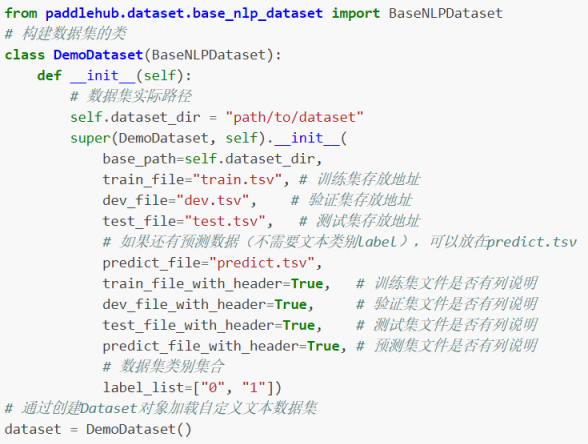 from paddlehub.dataset.base_nlp_dataset import BaseNLPDataset
# 构建数据集的类
class DemoDataset(BaseNLPDataset):
    def __init__(self):
        # 数据集实际路径
        self.dataset_dir = "path/to/dataset"
        super(DemoDataset, self).__init__(
            base_path=self.dataset_dir,
            train_file="train.tsv", # 训练集存放地址
            dev_file="dev.tsv",    # 验证集存放地址
            test_file="test.tsv",   # 测试集存放地址
            # 如果还有预测数据（不需要文本类别label），可以放在predict.tsv
            predict_file="predict.tsv",
            train_file_with_header=True,   # 训练集文件是否有列说明
            dev_file_with_header=True,     # 验证集文件是否有列说明
            test_file_with_header=True,    # 测试集文件是否有列说明
            predict_file_with_header=True, # 预测集文件是否有列说明
            # 数据集类别集合
            label_list=["0", "1"])
# 通过创建Dataset对象加载自定义文本数据集
dataset = DemoDataset()